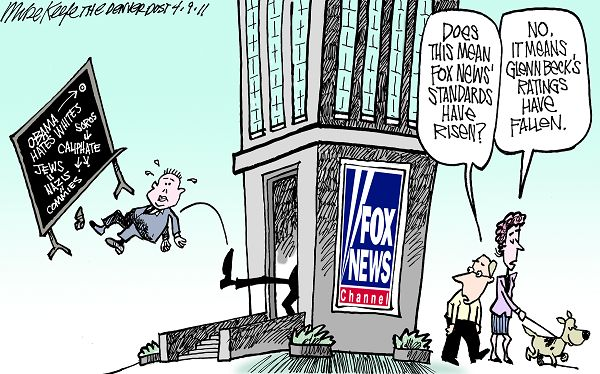 MIKE KEEFE THE DENVER POST 4.9.11
OBAMA
HATES WHITES
SOROS
CALIPHATE
JEWS
NAZIS
COMMIES
DOES
THIS MEAN
FOX NEWS'
STANDARDS
HAVE
RISEN?
NO,
IT MEANS
GLENN BECK'S
RATINGS
HAVE
FALLEN.
FOX
NEWS
Channel